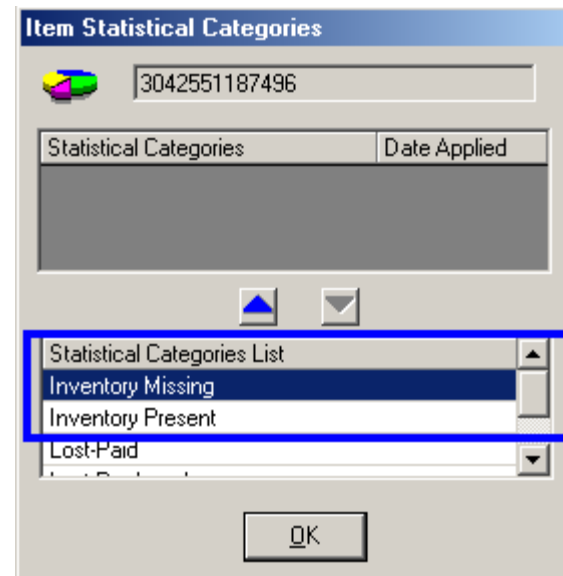 Item Statistical Categories
3042551187496
Statistical Categories Date Applied
Statistical Categories List
Inventory Missing
Inventory Present
Lost-Paid
OK